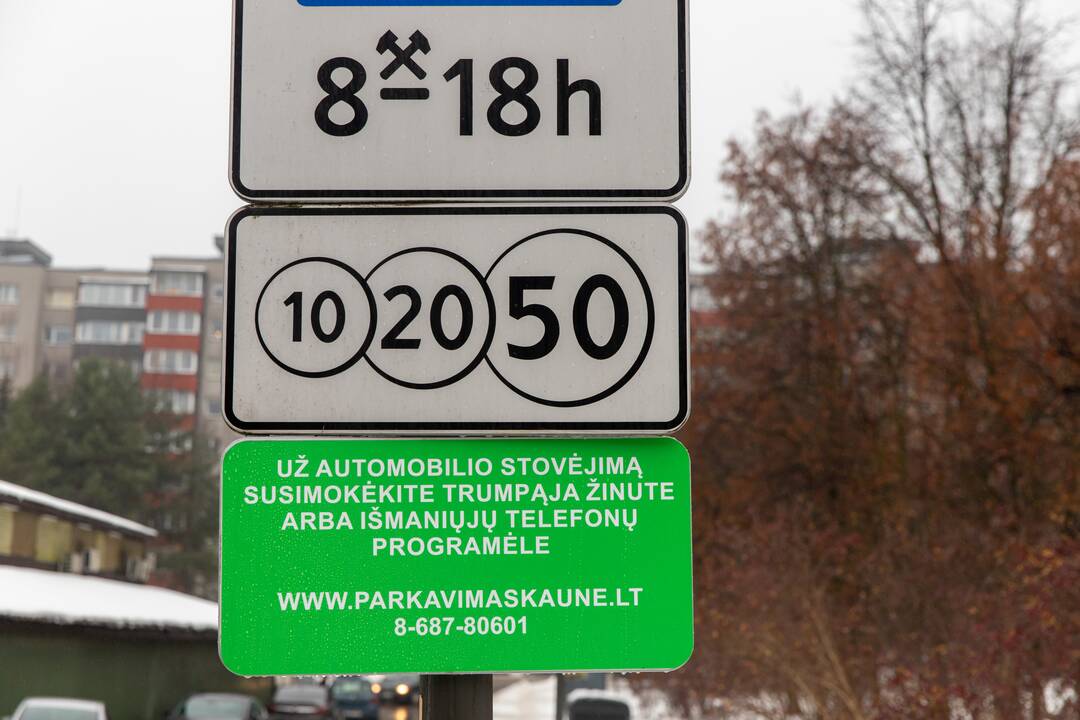 8-18h
10 20 50
UŽ AUTOMOBILIO STOVĖJIMĄ
SUSIMOKĖKITE TRUMPĄJA ŽINUTE
ARBA IŠMANIŲJŲ TELEFONŲ
PROGRAMĖLE
WWW.PARKAVIMASKAUNE.LT
8-687-80601